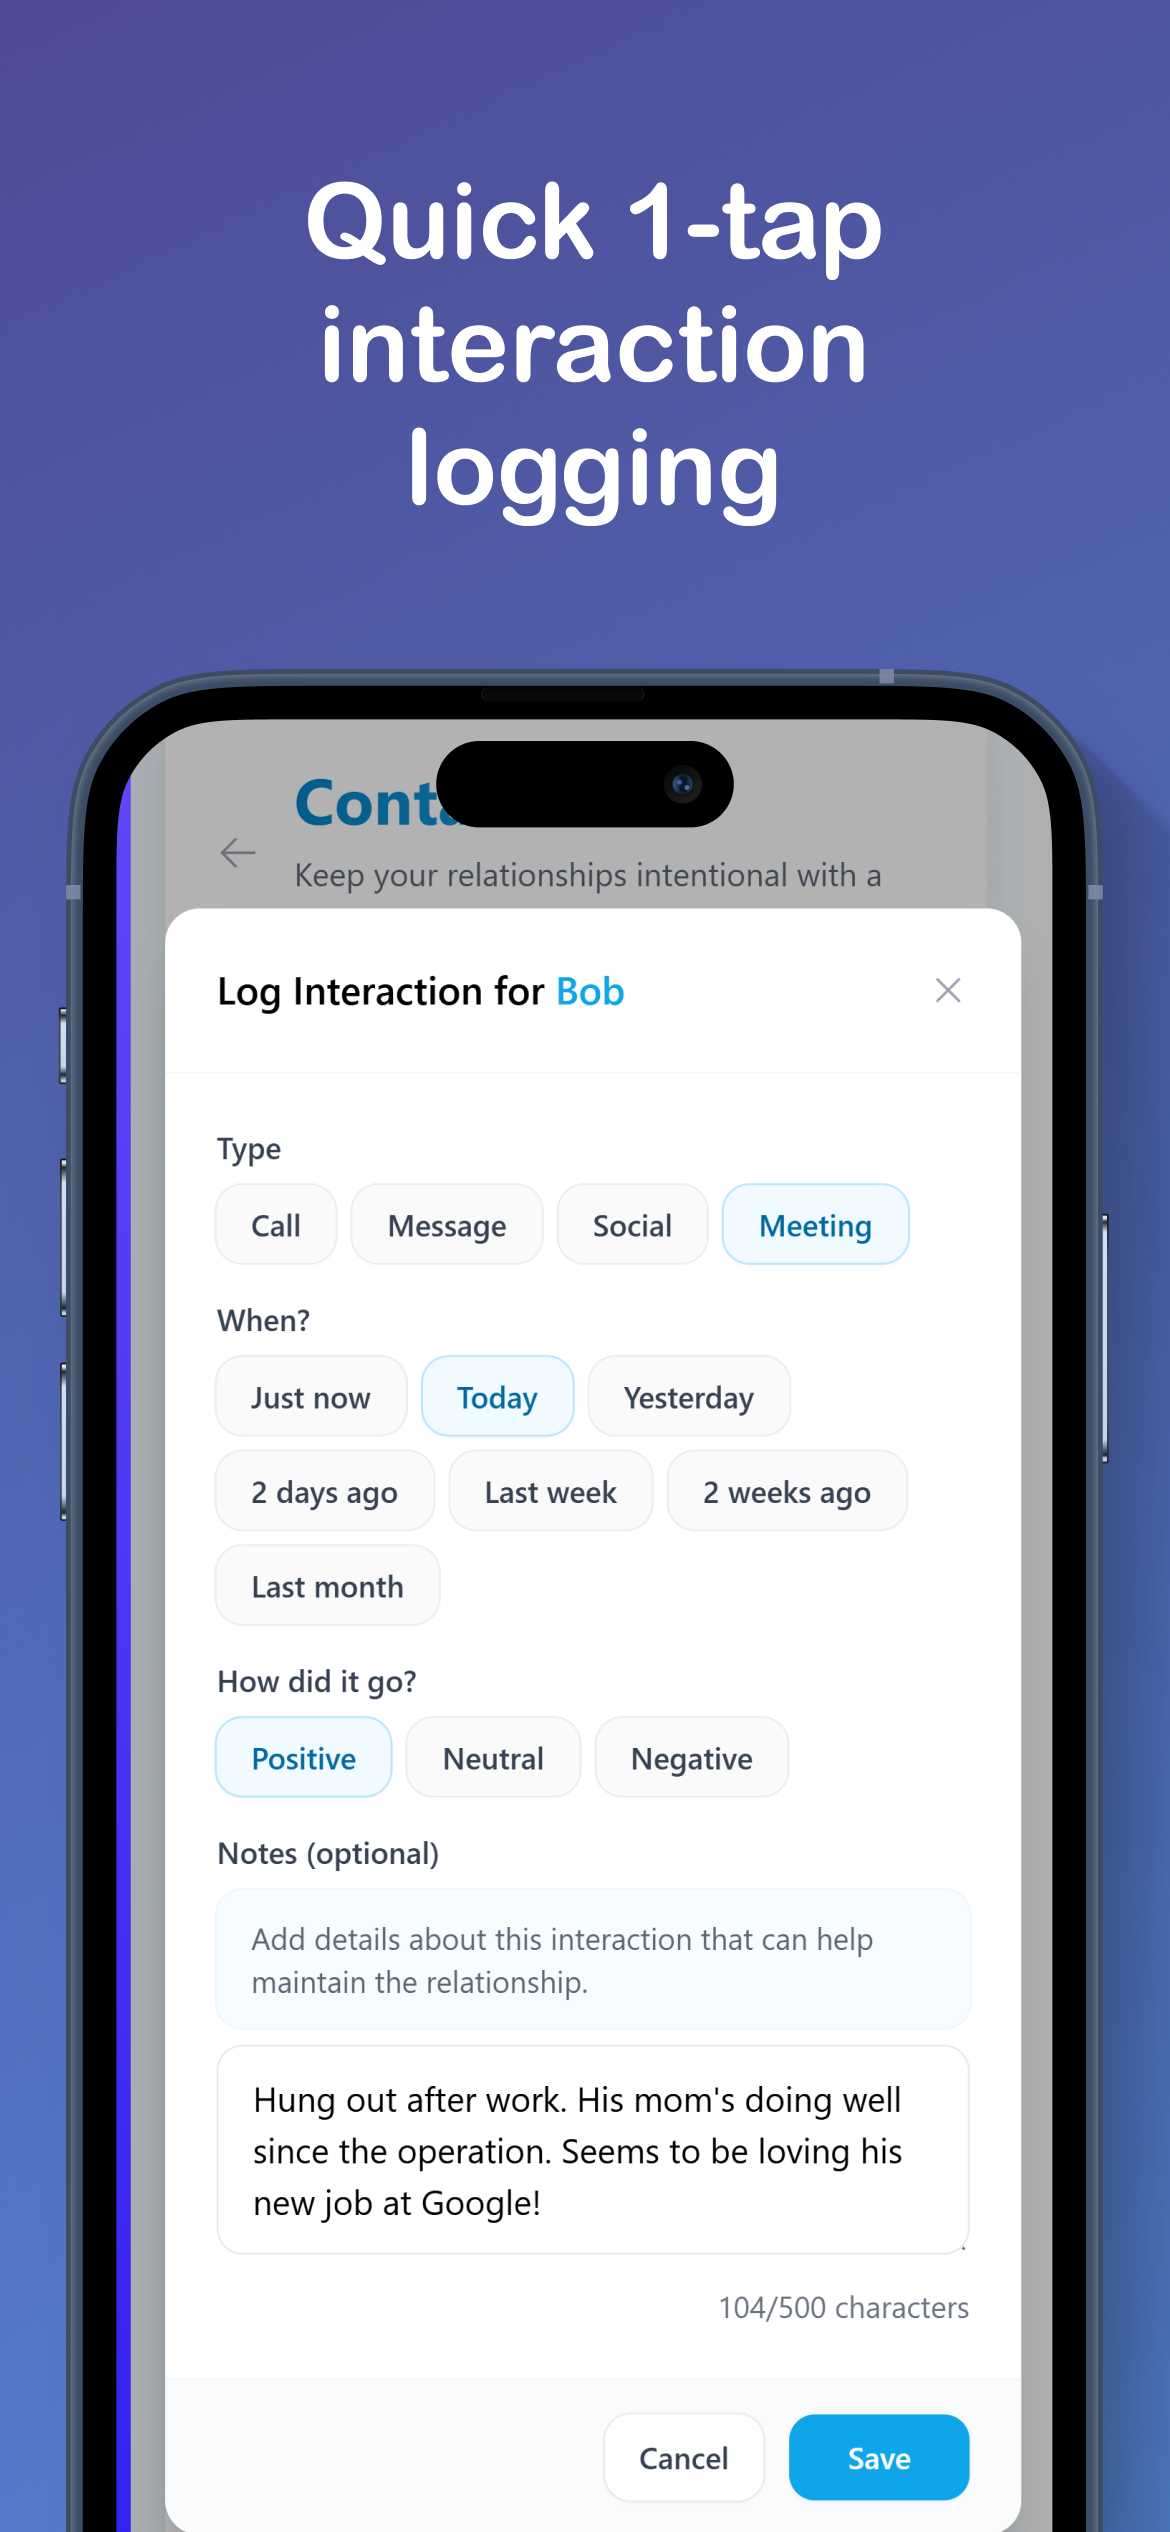 Quick 1-tap
interaction
logging
Keep your relationships intentional with a
Log Interaction for Bob
Type
Call Message Social Meeting
When?
Just now Today Yesterday
2 days ago Last week 2 weeks ago
Last month
How did it go?
Positive Neutral Negative
Notes (optional)
Add details about this interaction that can help
maintain the relationship.
Hung out after work. His mom's doing well
since the operation. Seems to be loving his
new job at Google!
104/500 characters
Cancel Save